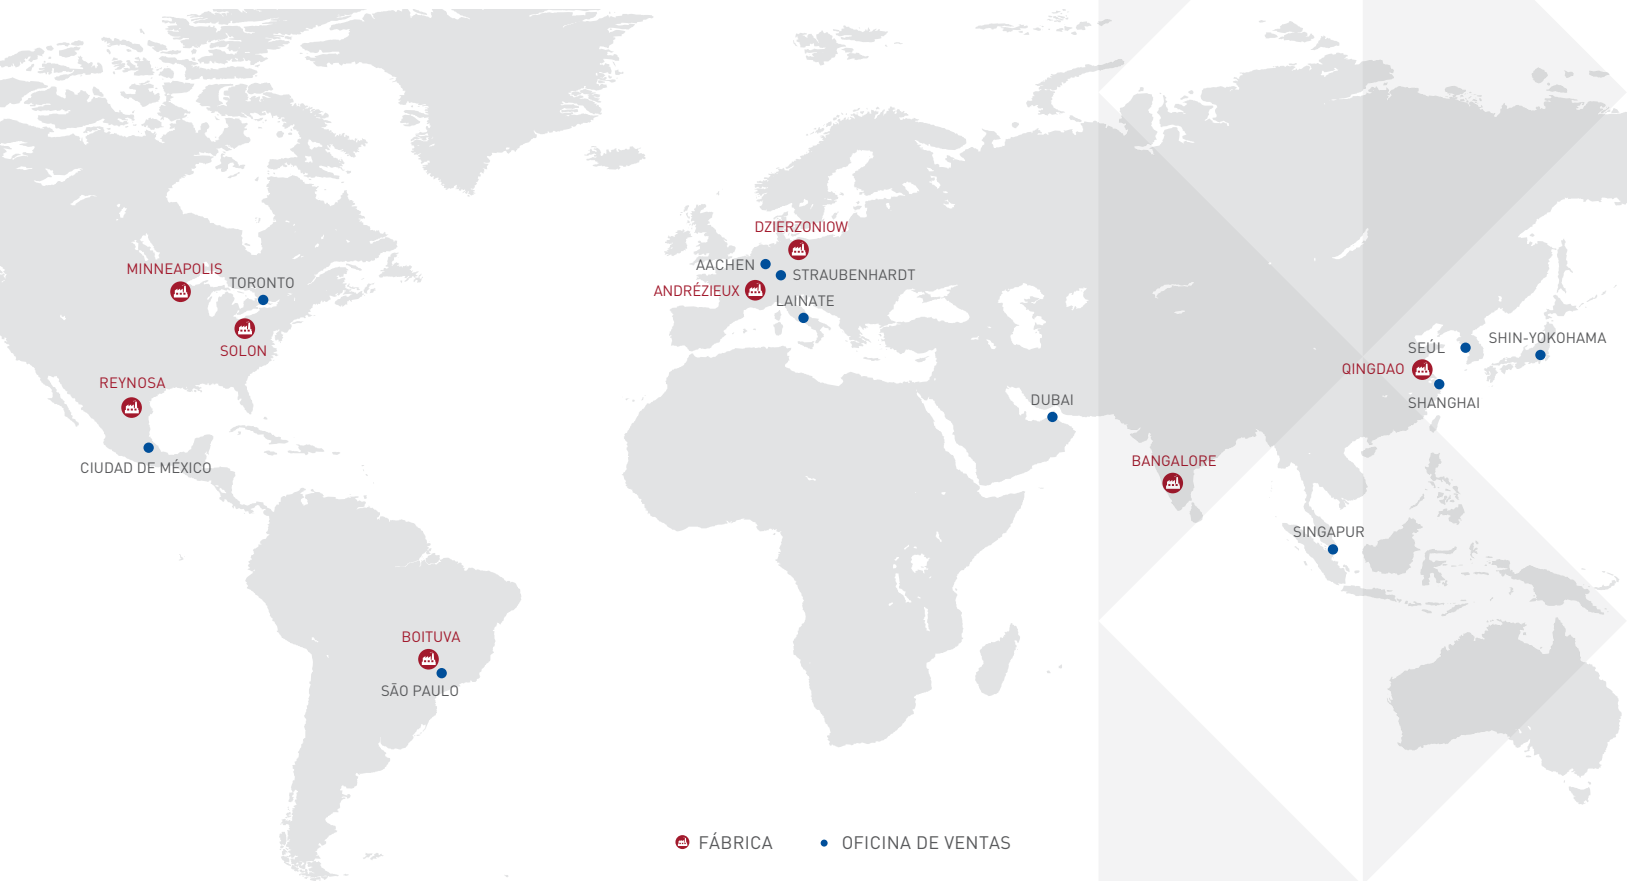 DZIERZONIOW
AACHEN
STRAUBENHARDT
ANDRÉZIEUX
LAINATE
MINNEAPOLIS
TORONTO
SOLON
REYNOSA
CIUDAD DE MÉXICO
BOITUVA
SÃO PAULO
DUBAI
BANGALORE
SINGAPUR
SEÚL
SHIN-YOKOHAMA
QINGDAO
SHANGHAI
FÁBRICA
OFICINA DE VENTAS